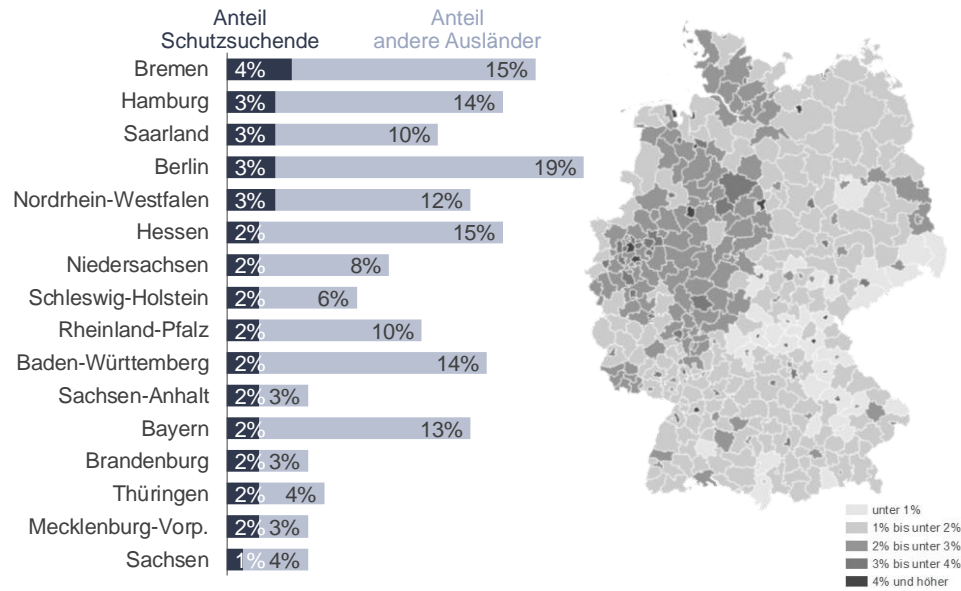 Anteil
Schutzsuchende
Anteil
andere Ausländer
Bremen 4% 15%
Hamburg 3% 14%
Saarland 3% 10%
Berlin 3% 19%
Nordrhein-Westfalen 3% 12%
Hessen 2% 15%
Niedersachsen 2% 8%
Schleswig-Holstein 2% 6%
Rheinland-Pfalz 2% 10%
Baden-Württemberg 2% 14%
Sachsen-Anhalt 2% 3%
Bayern 2% 13%
Brandenburg 2% 3%
Thüringen 2% 4%
Mecklenburg-Vorp. 2% 3%
Sachsen 1% 4%
unter 1%
1% bis unter 2%
2% bis unter 3%
3% bis unter 4%
4% und höher